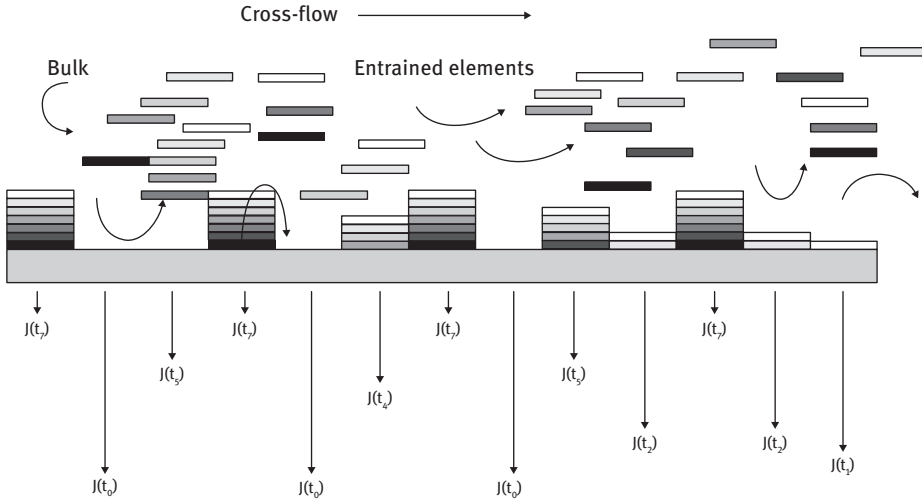 Cross-flow
Bulk
Entrained elements
J(t₇)
J(t₇)
J(t₇)
J(t₇)
J(t₅)
J(t₅)
J(t₄)
J(t₂)
J(t₂)
J(t₁)
J(t₀)
J(t₀)
J(t₀)